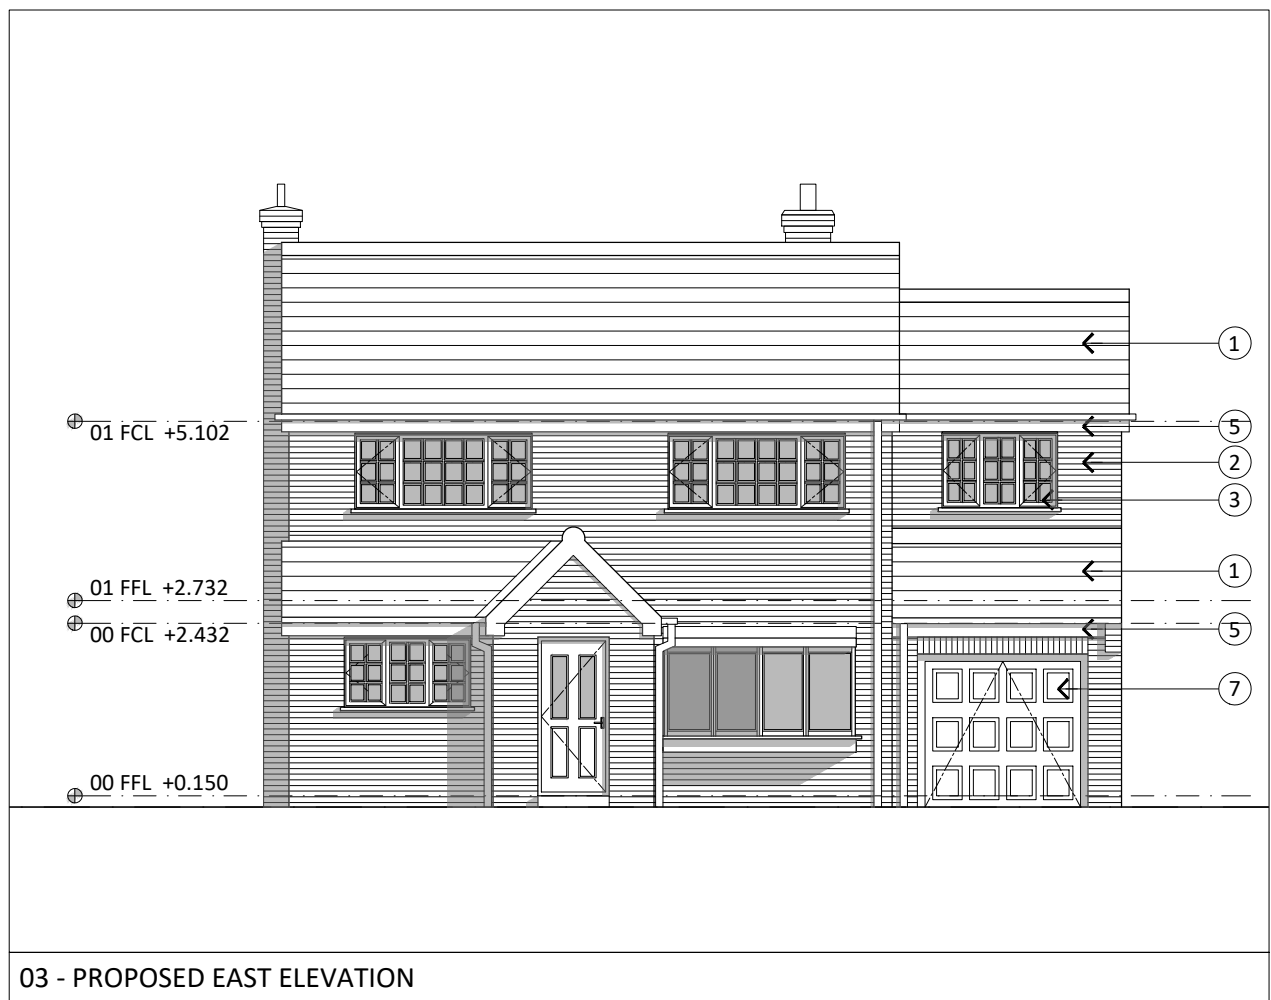 1
01 FCL +5.102
5
2
3
1
01 FFL +2.732
00 FCL +2.432
5
7
00 FFL +0.150
03 - PROPOSED EAST ELEVATION